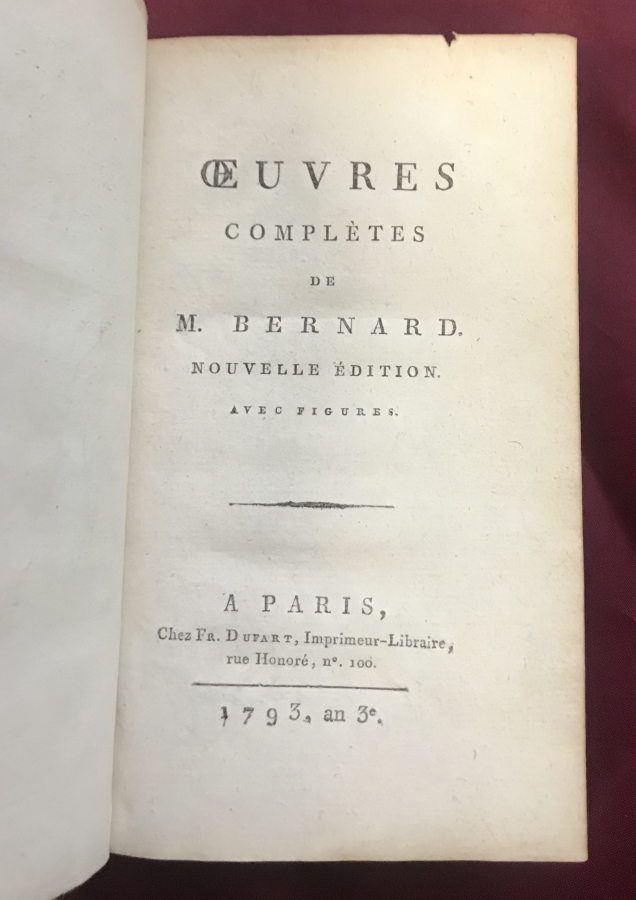 ŒUVRES
COMPLÈTES
DE
M. BERNARD.
NOUVELLE ÉDITION.
AVEC FIGURES.
A PARIS,
Chez FR. DUFART, Imprimeur-Libraire,
rue Honoré, nº. 100.
1793, an 3e.